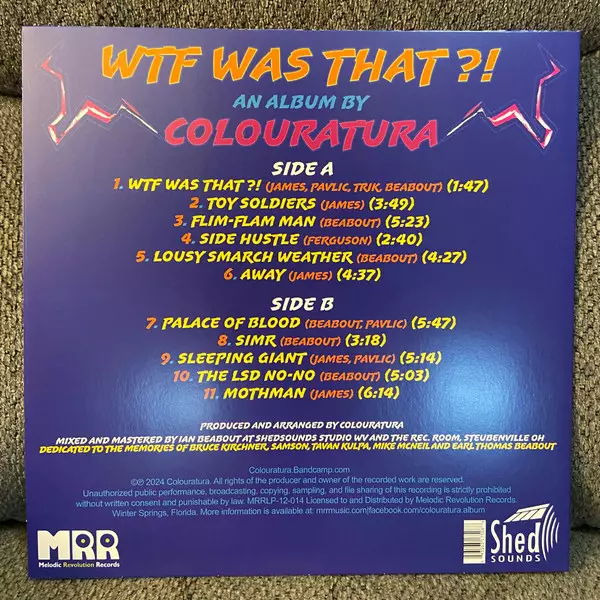 WTF WAS THAT ?!
AN ALBUM BY
COLOURATURA
SIDE A
1. WTF WAS THAT ?! (JAMES, PAVLIC, TRIK, BEABOUT) (1:47)
2. TOY SOLDIERS (JAMES) (3:49)
3. FLIM-FLAM MAN (BEABOUT) (5:23)
4. SIDE HUSTLE (FERGUSON) (2:40)
5. LOUSY SMARCH WEATHER (BEABOUT) (4:27)
6. AWAY (JAMES) (4:37)
SIDE B
7. PALACE OF BLOOD (BEABOUT, PAVLIC) (5:47)
8. SIMR (BEABOUT) (3:18)
9. SLEEPING GIANT (JAMES, PAVLIC) (5:14)
10. THE LSD NO-NO (BEABOUT) (5:03)
11. MOTHMAN (JAMES) (6:14)
PRODUCED AND ARRANGED BY COLOURATURA
MIXED AND MASTERED BY IAN BEABOUT AT SHEDSOUNDS STUDIO WV AND THE REC. ROOM, STEUBENVILLE OH
DEDICATED TO THE MEMORIES OF BRUCE KIRCHNER, SAMSON, TAVAN KULPA, MIKE MCNEIL AND EARL THOMAS BEABOUT
Colouratura.Bandcamp.com
©℗ 2024 Colouratura. All rights of the producer and owner of the recorded work are reserved.
Unauthorized public performance, broadcasting, copying, sampling, and file sharing of this recording is strictly prohibited
without written consent and punishable by law. MRRLP-12-014 Licensed to and Distributed by Melodic Revolution Records.
Winter Springs, Florida. More information is available at: mrrmusic.com|facebook.com/colouratura.album
MRR
Melodic Revolution Records
Shed
SOUNDS